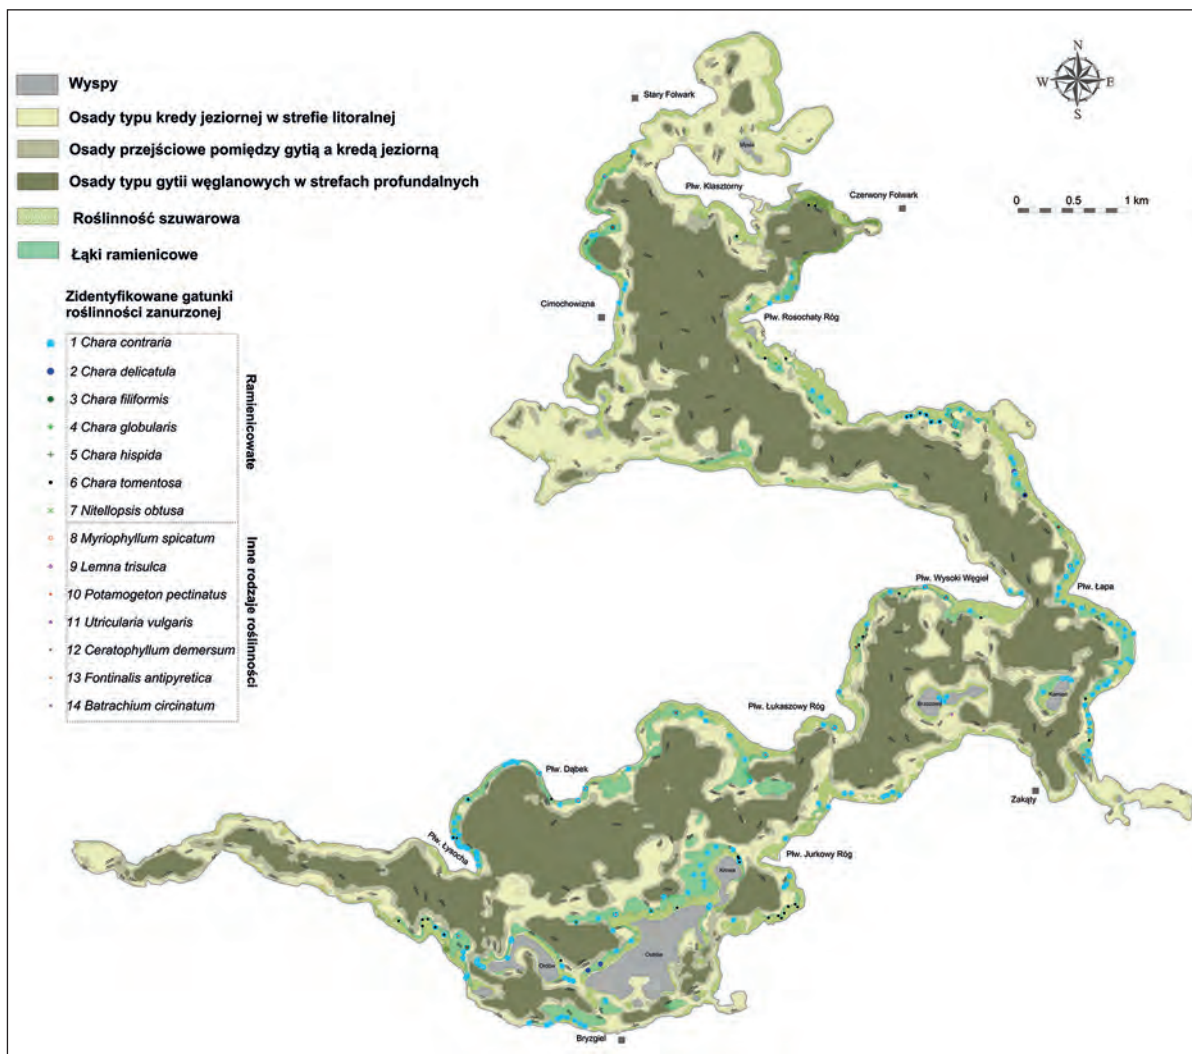 Wyspy
Osady typu kredy jeziornej w strefie litoralnej
Osady przejściowe pomiędzy gytią a kredą jeziorną
Osady typu gytii węglanowych w strefach profundalnych
Roślinność szuwarowa
Łąki ramienicowe
Zidentyfikowane gatunki
roślinności zanurzonej
1 Chara contraria
2 Chara delicatula
3 Chara filiformis
4 Chara globularis
5 Chara hispida
6 Chara tomentosa
7 Nitellopsis obtusa
Ramienicowate
8 Myriophyllum spicatum
9 Lemna trisulca
10 Potamogeton pectinatus
11 Utricularia vulgaris
12 Ceratophyllum demersum
13 Fontinalis antipyretica
14 Batrachium circinatum
Inne rodzaje roślinności
N
W E
S
0 0.5 1 km
Stary Folwark
Płw. Klasztorny
Czerwony Folwark
Cimochowizna
Płw. Rosochaty Róg
Płw. Wysoki Węgieł
Płw. Łapa
Płw. Łukaszowy Róg
Płw. Dąbek
Zakąty
Płw. Łysocha
Płw. Jurkowy Róg
Ostrów
Bryzgiel